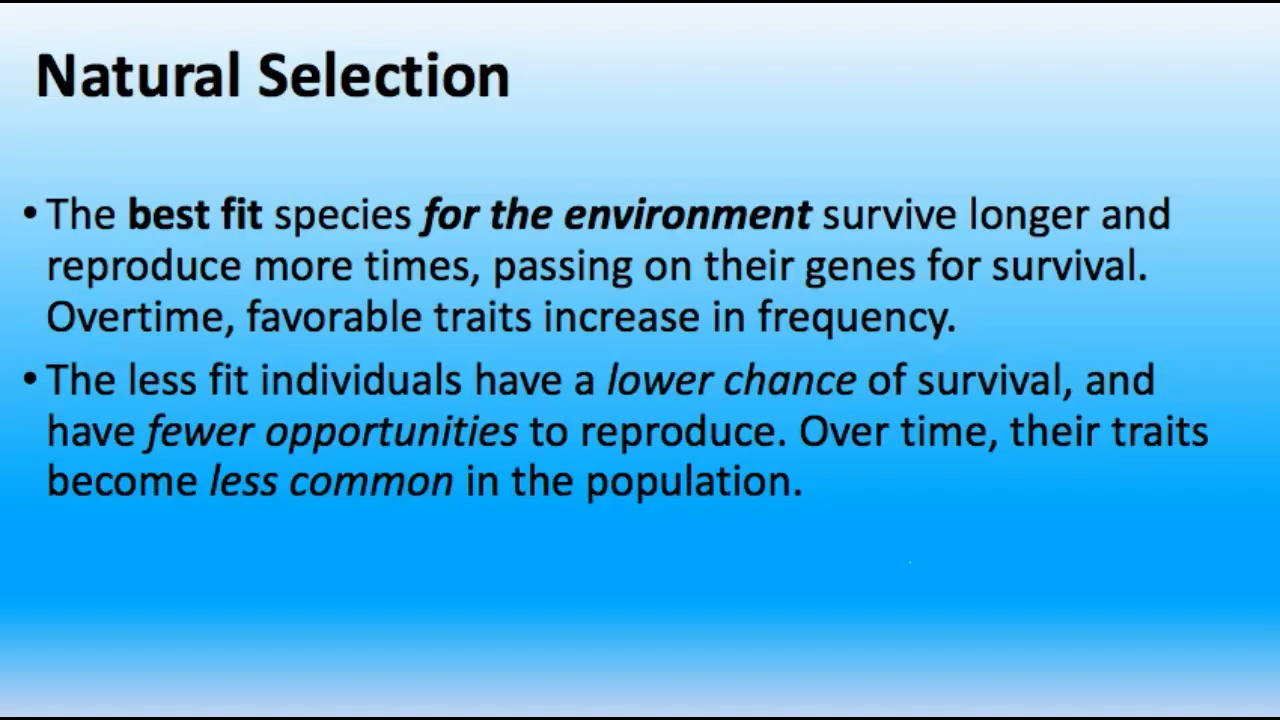 Natural Selection
• The best fit species for the environment survive longer and
reproduce more times, passing on their genes for survival.
Overtime, favorable traits increase in frequency.
• The less fit individuals have a lower chance of survival, and
have fewer opportunities to reproduce. Over time, their traits
become less common in the population.